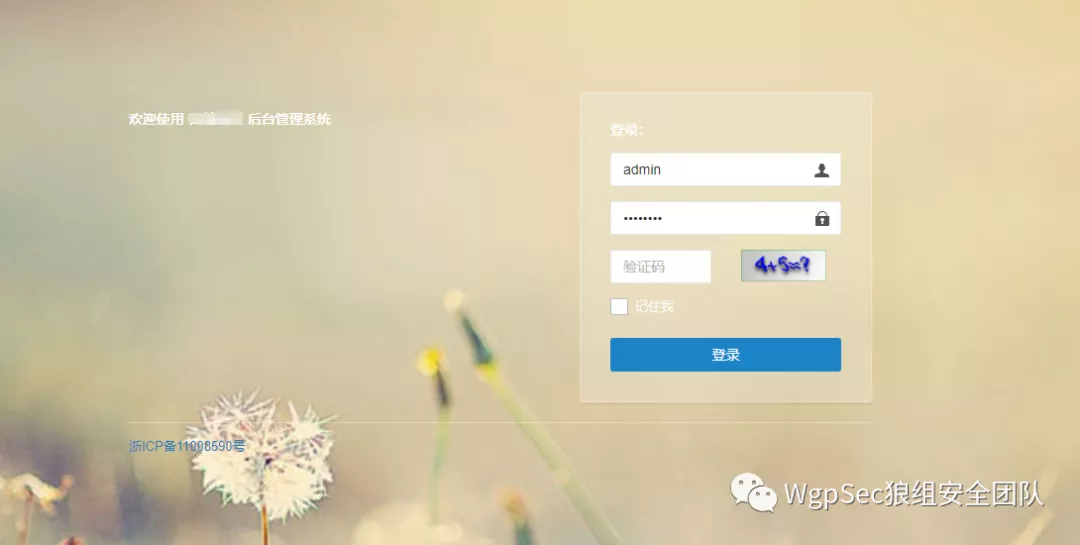 欢迎使用 后台管理系统
登录：
admin
••••••••
验证码 4+5=?
记住我
登录
浙ICP备11008590号
WgpSec狼组安全团队